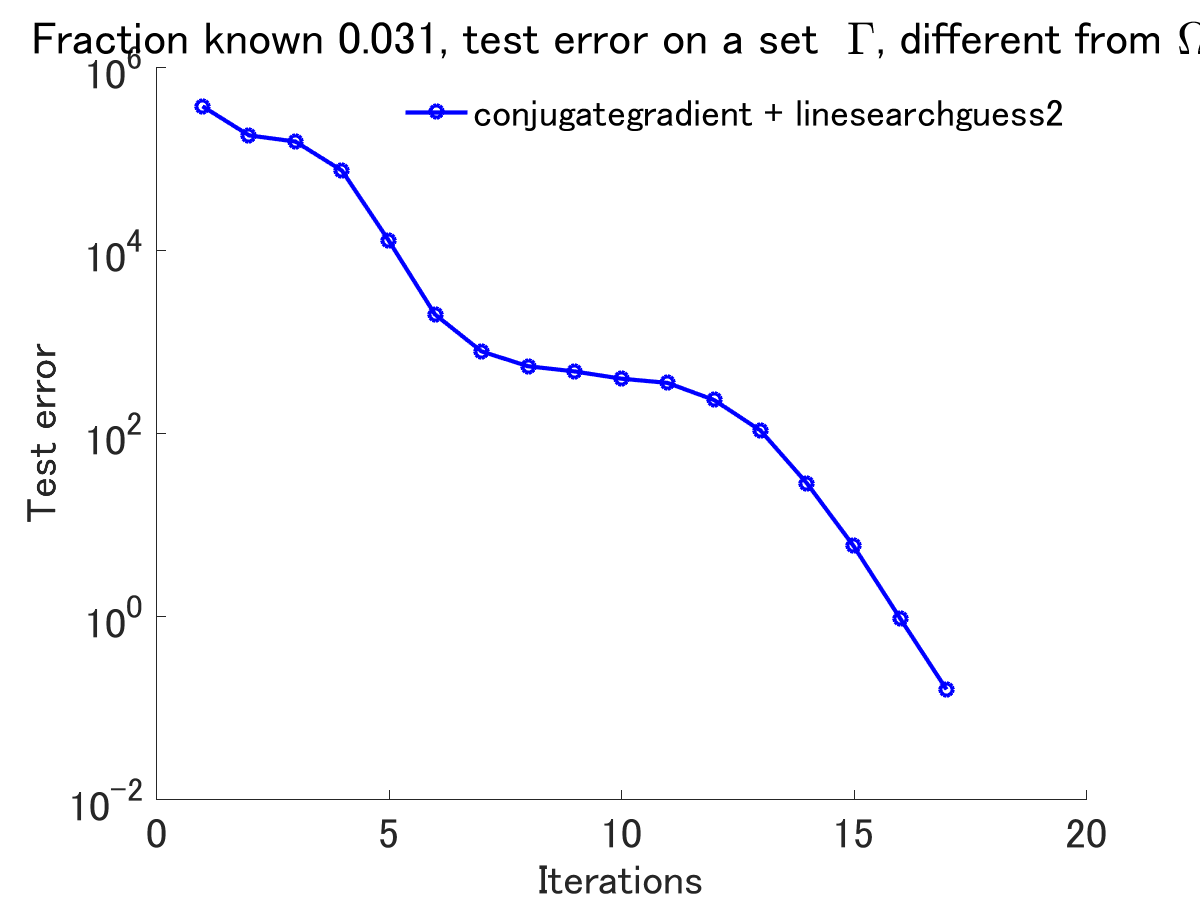 Fraction known 0.031, test error on a set Γ, different from Ω
10^6
conjugategradient + linesearchguess2
10^4
10^2
10^0
10^-2
Test error
0 5 10 15 20
Iterations